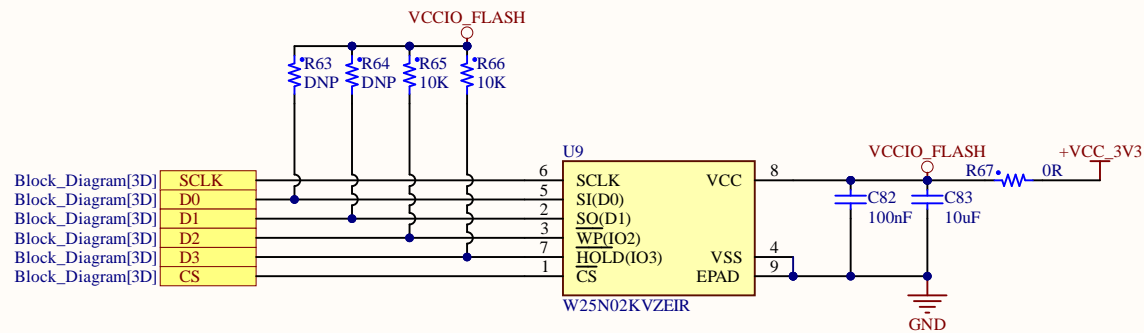 VCCIO_FLASH
R63 R64 R65 R66
DNP DNP 10K 10K
U9
VCCIO_FLASH
+VCC_3V3
R67 0R
Block_Diagram[3D] SCLK 6 SCLK VCC 8
Block_Diagram[3D] D0 5 SI(D0)
C82 C83
100nF 10uF
Block_Diagram[3D] D1 2 SO(D1)
Block_Diagram[3D] D2 3 WP(IO2)
Block_Diagram[3D] D3 7 HOLD(IO3) VSS 4
Block_Diagram[3D] CS 1 CS EPAD 9
W25N02KVZEIR
GND